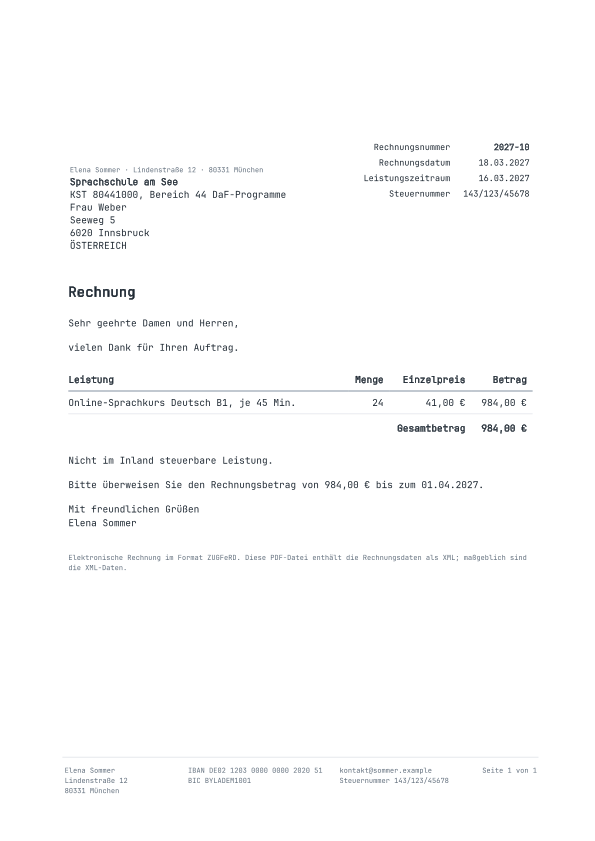 Rechnungsnummer 2027-10
Rechnungsdatum 18.03.2027
Leistungszeitraum 16.03.2027
Steuernummer 143/123/45678
Elena Sommer · Lindenstraße 12 · 80331 München
Sprachschule am See
KST 80441000, Bereich 44 DaF-Programme
Frau Weber
Seeweg 5
6020 Innsbruck
ÖSTERREICH
Rechnung
Sehr geehrte Damen und Herren,
vielen Dank für Ihren Auftrag.
Leistung Menge Einzelpreis Betrag
Online-Sprachkurs Deutsch B1, je 45 Min. 24 41,00 € 984,00 €
Gesamtbetrag 984,00 €
Nicht im Inland steuerbare Leistung.
Bitte überweisen Sie den Rechnungsbetrag von 984,00 € bis zum 01.04.2027.
Mit freundlichen Grüßen
Elena Sommer
Elektronische Rechnung im Format ZUGFeRD. Diese PDF-Datei enthält die Rechnungsdaten als XML; maßgeblich sind
die XML-Daten.
Elena Sommer IBAN DE02 1203 0000 0000 2020 51 kontakt@sommer.example Seite 1 von 1
Lindenstraße 12 BIC BYLADEM1001 Steuernummer 143/123/45678
80331 München